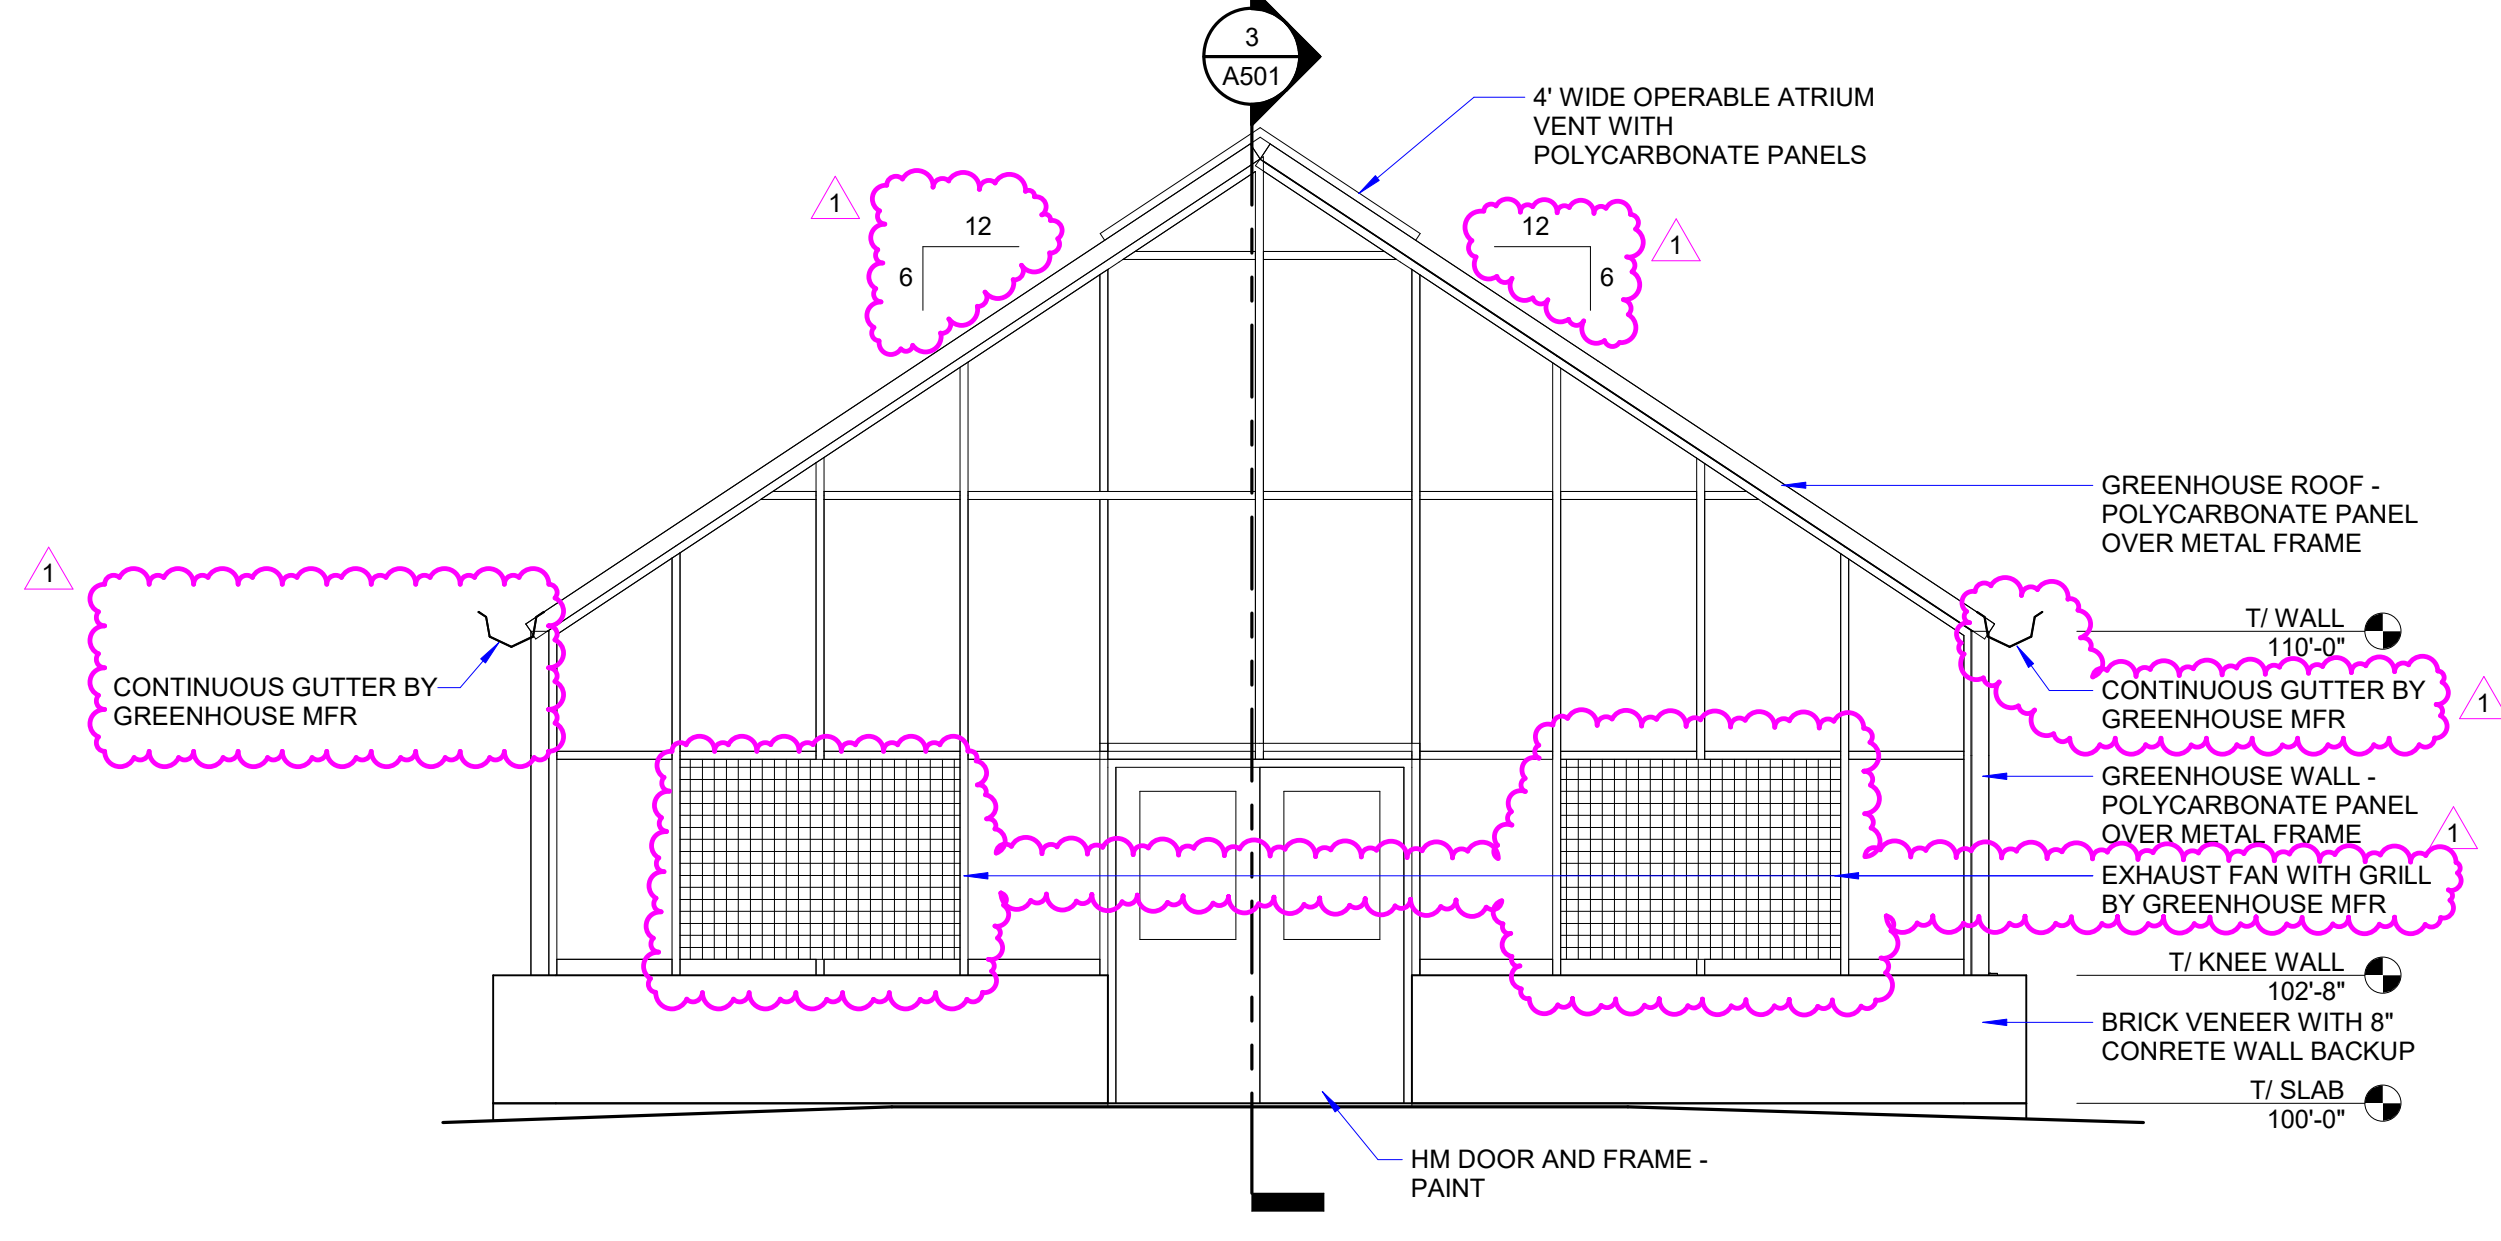 3
A501
4' WIDE OPERABLE ATRIUM
VENT WITH
POLYCARBONATE PANELS
1
12
6
12
6
1
GREENHOUSE ROOF -
POLYCARBONATE PANEL
OVER METAL FRAME
1
T/ WALL
110'-0"
CONTINUOUS GUTTER BY
GREENHOUSE MFR
CONTINUOUS GUTTER BY
GREENHOUSE MFR
1
GREENHOUSE WALL -
POLYCARBONATE PANEL
OVER METAL FRAME
1
EXHAUST FAN WITH GRILL
BY GREENHOUSE MFR
T/ KNEE WALL
102'-8"
BRICK VENEER WITH 8"
CONRETE WALL BACKUP
T/ SLAB
100'-0"
HM DOOR AND FRAME -
PAINT